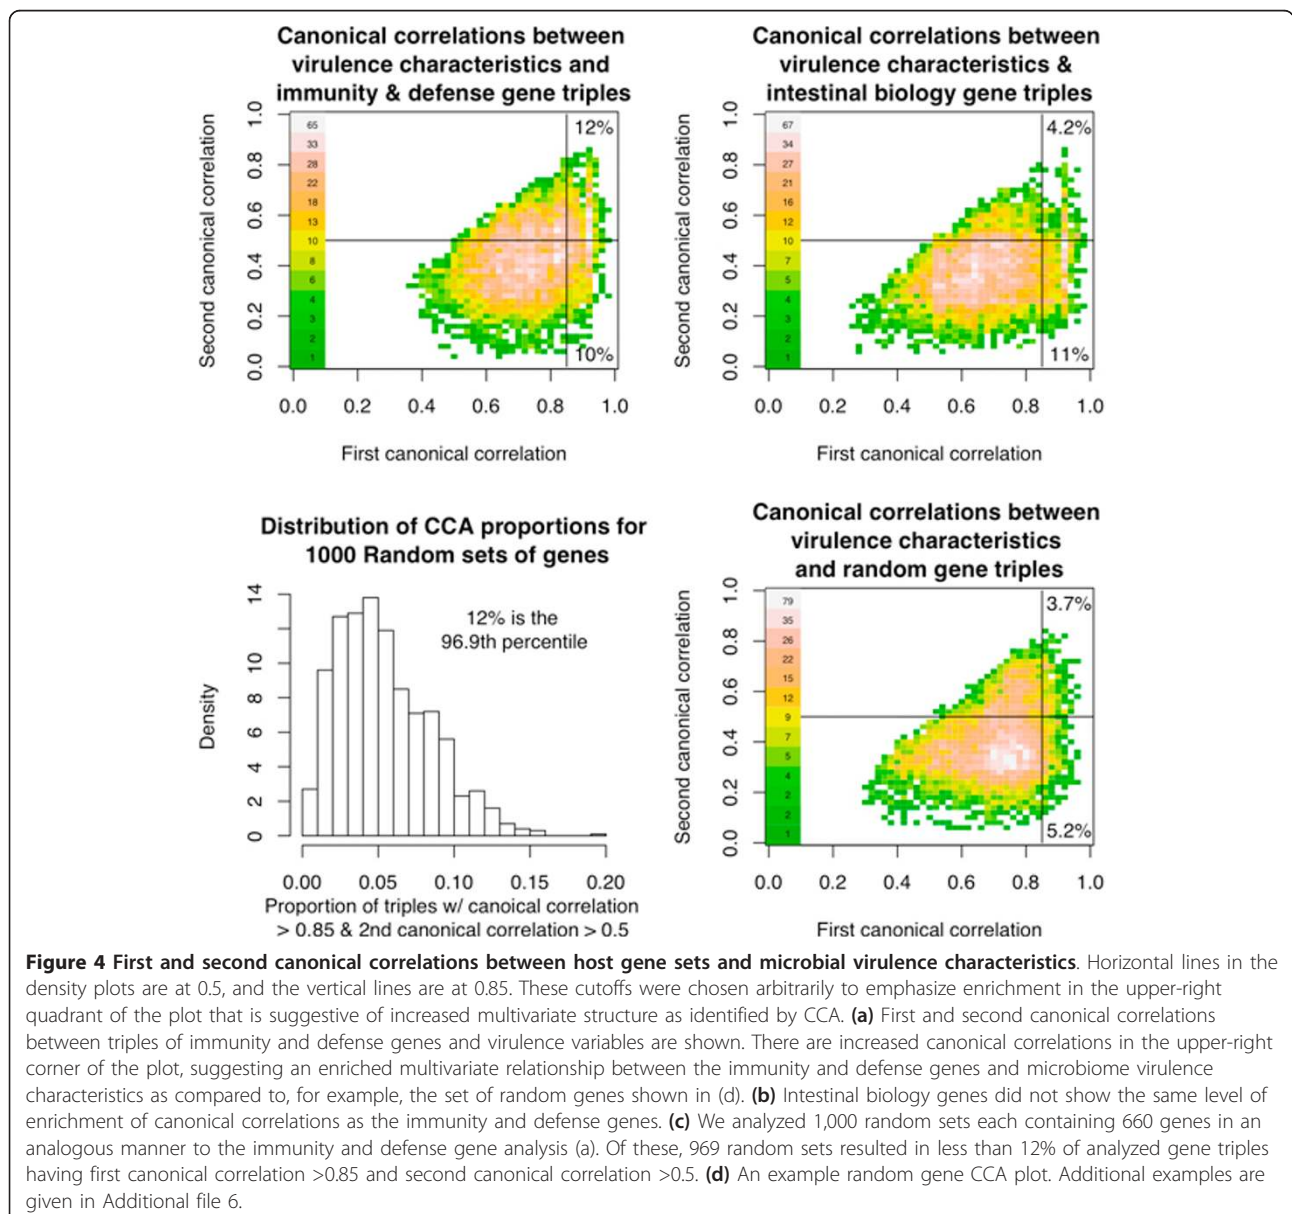 Canonical correlations between
virulence characteristics and
immunity & defense gene triples
Second canonical correlation
1.0
0.8
0.6
0.4
0.2
0.0
65
33
28
22
18
13
10
8
6
4
3
2
1
12%
10%
0.0 0.2 0.4 0.6 0.8 1.0
First canonical correlation
Canonical correlations between
virulence characteristics &
intestinal biology gene triples
Second canonical correlation
1.0
0.8
0.6
0.4
0.2
0.0
67
34
27
21
16
12
10
7
5
4
3
2
1
4.2%
11%
0.0 0.2 0.4 0.6 0.8 1.0
First canonical correlation
Distribution of CCA proportions for
1000 Random sets of genes
12% is the
96.9th percentile
Density
14
10
8
6
4
2
0
0.00 0.05 0.10 0.15 0.20
Proportion of triples w/ canoical correlation
> 0.85 & 2nd canonical correlation > 0.5
Canonical correlations between
virulence characteristics
and random gene triples
Second canonical correlation
1.0
0.8
0.6
0.4
0.2
0.0
79
35
26
22
15
12
9
7
5
4
2
2
1
3.7%
5.2%
0.0 0.2 0.4 0.6 0.8 1.0
First canonical correlation
Figure 4 First and second canonical correlations between host gene sets and microbial virulence characteristics. Horizontal lines in the
density plots are at 0.5, and the vertical lines are at 0.85. These cutoffs were chosen arbitrarily to emphasize enrichment in the upper-right
quadrant of the plot that is suggestive of increased multivariate structure as identified by CCA. (a) First and second canonical correlations
between triples of immunity and defense genes and virulence variables are shown. There are increased canonical correlations in the upper-right
corner of the plot, suggesting an enriched multivariate relationship between the immunity and defense genes and microbiome virulence
characteristics as compared to, for example, the set of random genes shown in (d). (b) Intestinal biology genes did not show the same level of
enrichment of canonical correlations as the immunity and defense genes. (c) We analyzed 1,000 random sets each containing 660 genes in an
analogous manner to the immunity and defense gene analysis (a). Of these, 969 random sets resulted in less than 12% of analyzed gene triples
having first canonical correlation >0.85 and second canonical correlation >0.5. (d) An example random gene CCA plot. Additional examples are
given in Additional file 6.